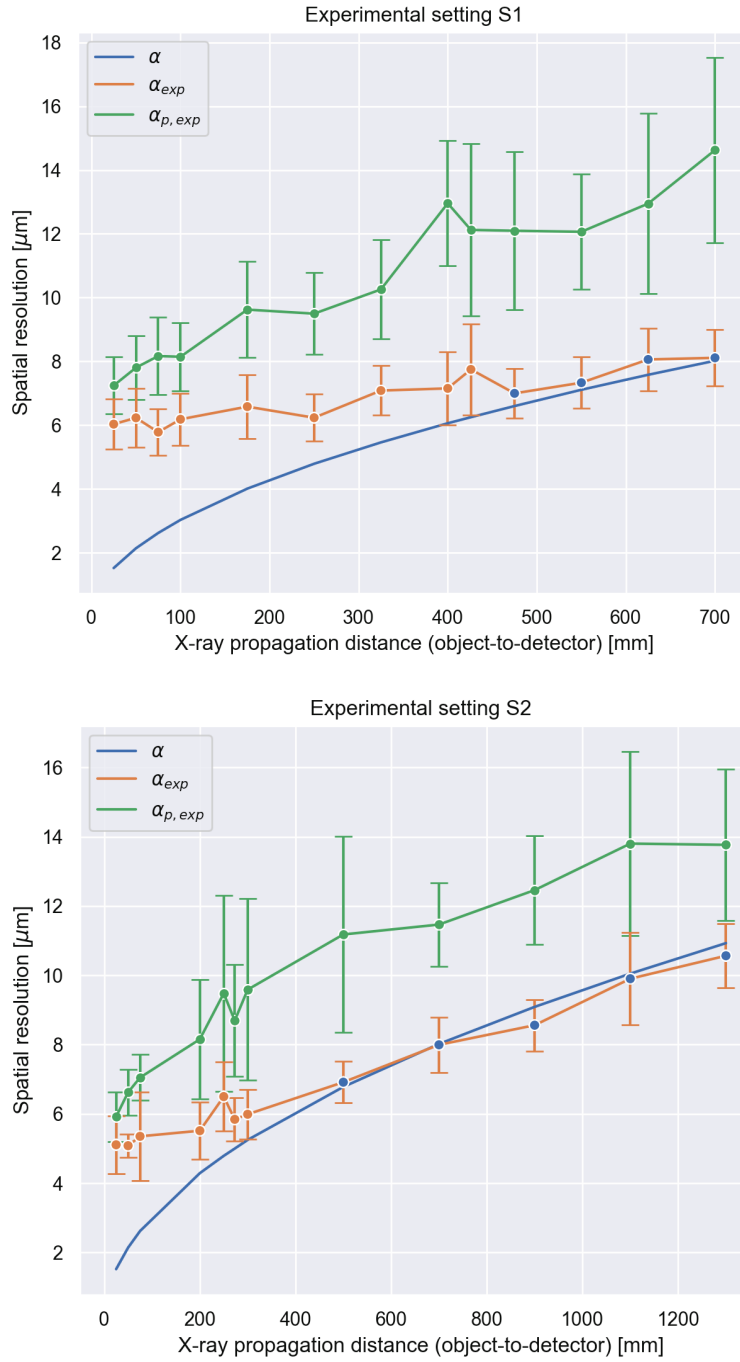 Experimental setting S1
α
α_exp
α_p, exp
Spatial resolution [μm]
18
16
14
12
10
8
6
4
2
0 100 200 300 400 500 600 700
X-ray propagation distance (object-to-detector) [mm]
Experimental setting S2
α
α_exp
α_p, exp
Spatial resolution [μm]
16
14
12
10
8
6
4
2
0 200 400 600 800 1000 1200
X-ray propagation distance (object-to-detector) [mm]